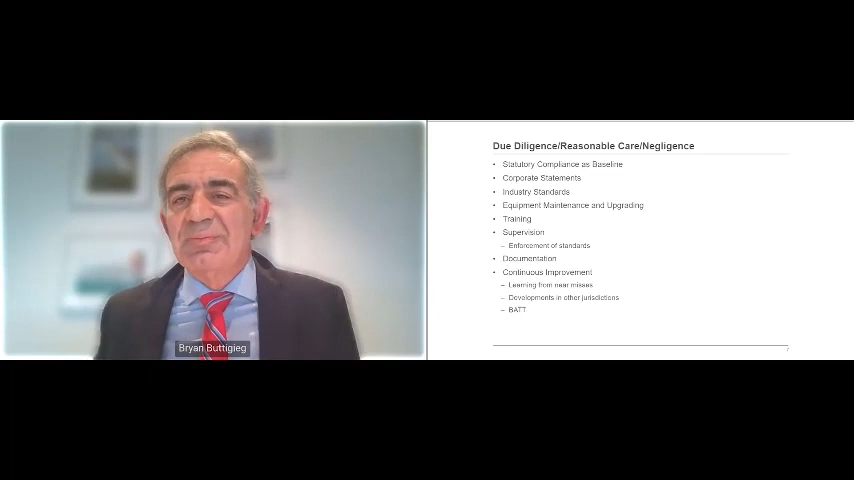 Bryan Buttigieg
Due Diligence/Reasonable Care/Negligence
• Statutory Compliance as Baseline
• Corporate Statements
• Industry Standards
• Equipment Maintenance and Upgrading
• Training
• Supervision
– Enforcement of standards
• Documentation
• Continuous Improvement
– Learning from near misses
– Developments in other jurisdictions
– BATT